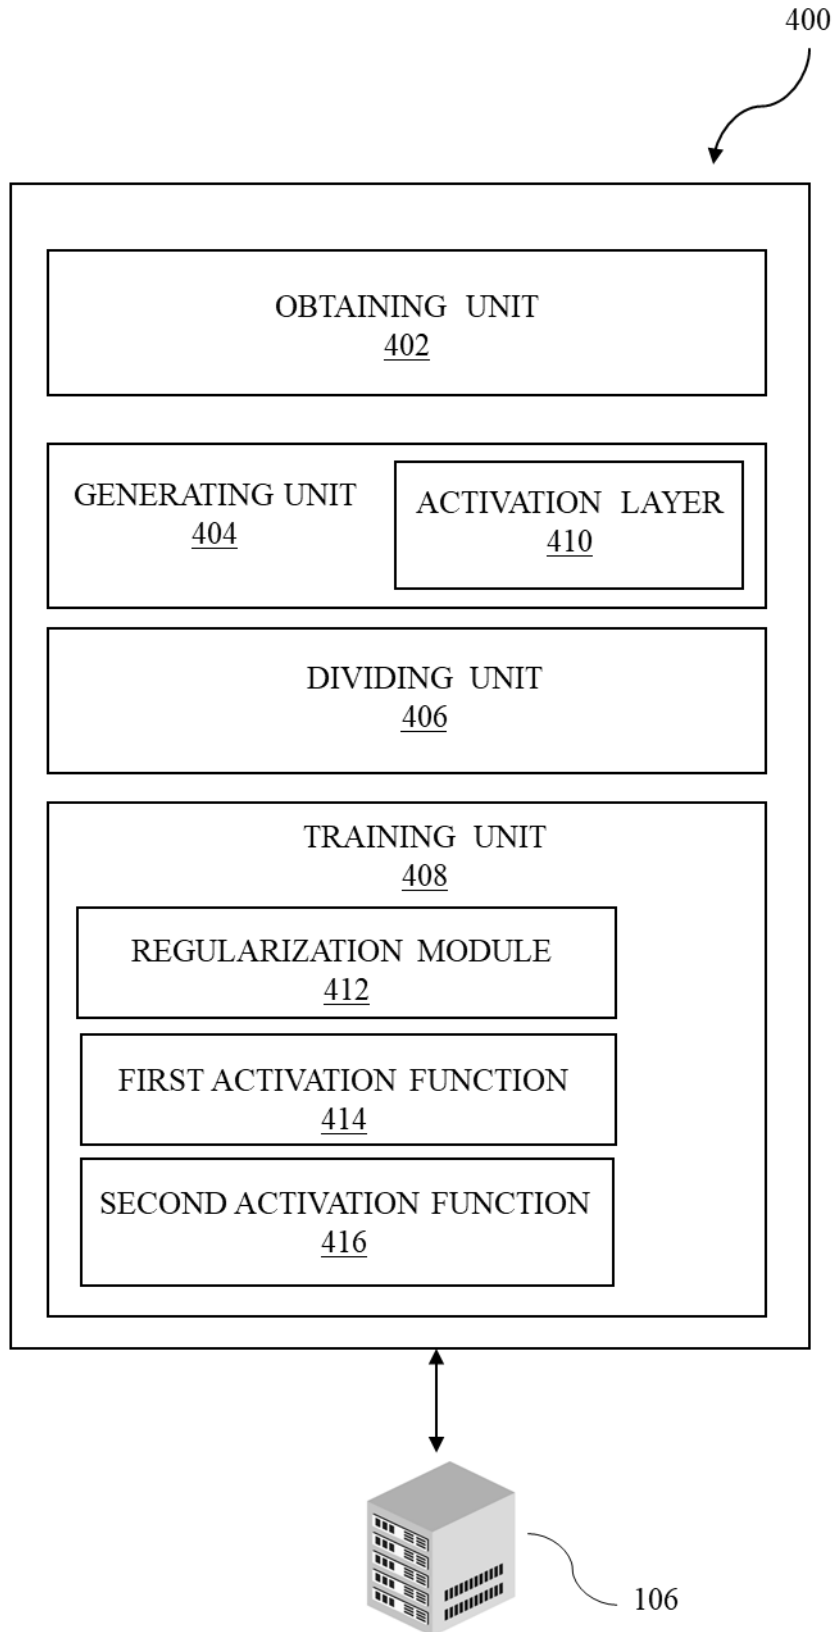 400
OBTAINING UNIT
402
GENERATING UNIT
404
ACTIVATION LAYER
410
DIVIDING UNIT
406
TRAINING UNIT
408
REGULARIZATION MODULE
412
FIRST ACTIVATION FUNCTION
414
SECOND ACTIVATION FUNCTION
416
106